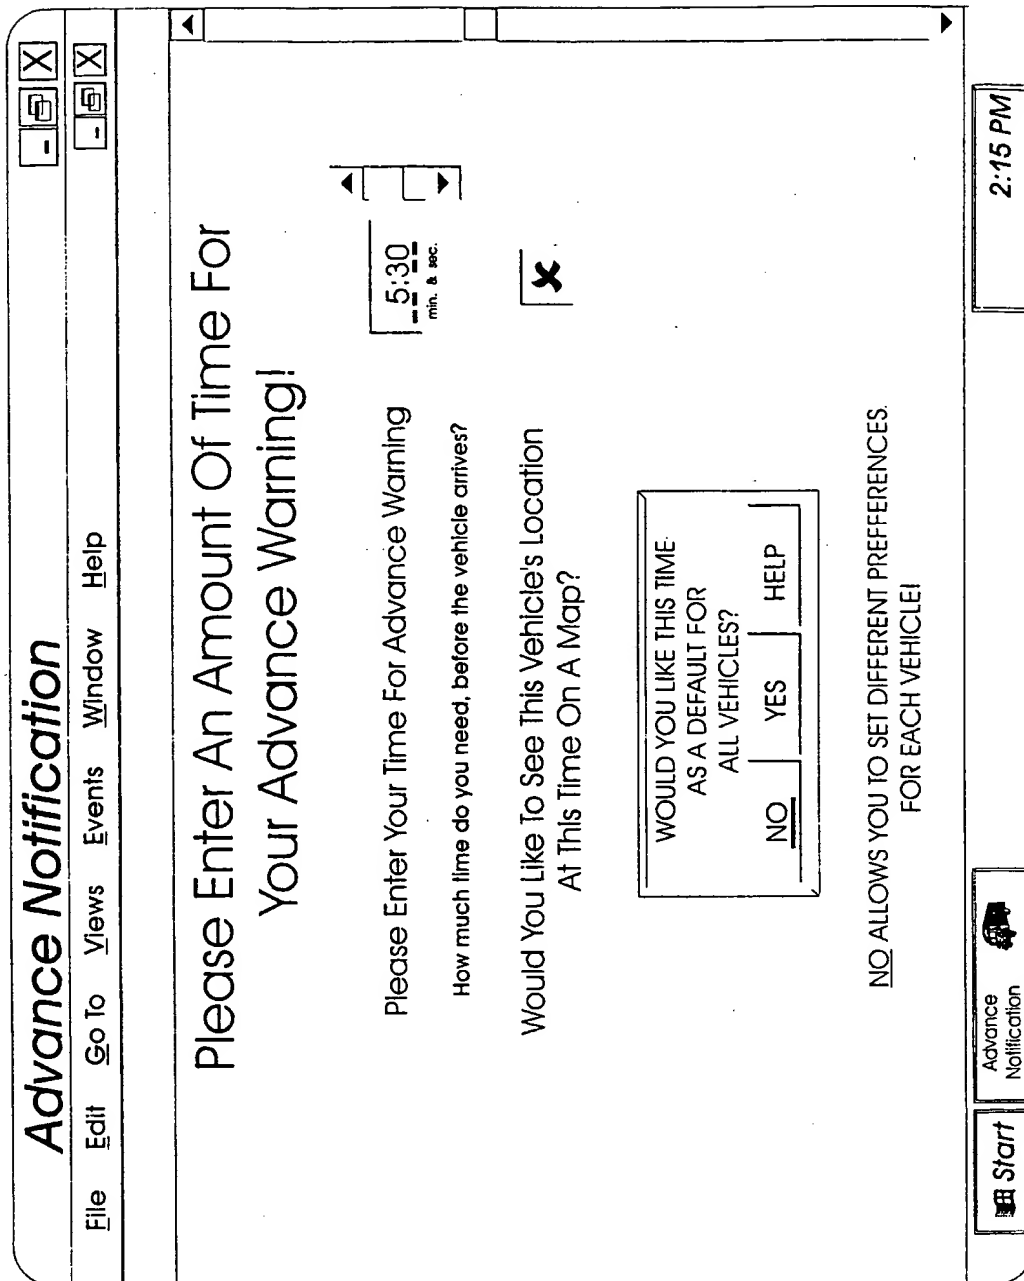 Advance Notification
File Edit Go To Views Events Window Help
Please Enter An Amount Of Time For
Your Advance Warning!
Please Enter Your Time For Advance Warning
5:30
min. & sec.
How much time do you need, before the vehicle arrives?
Would You Like To See This Vehicle's Location
At This Time On A Map?
WOULD YOU LIKE THIS TIME
AS A DEFAULT FOR
ALL VEHICLES?
NO YES HELP
NO ALLOWS YOU TO SET DIFFERENT PREFFERENCES.
FOR EACH VEHICLE!
Start
Advance
Notification
2:15 PM